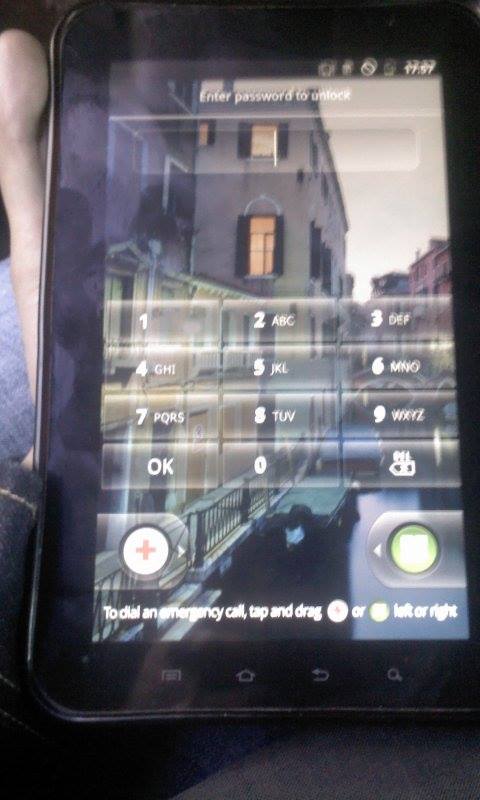 17:57
Enter password to unlock
1 2 ABC 3 DEF
4 GHI 5 JKL 6 MNO
7 PQRS 8 TUV 9 WXYZ
OK 0 DEL
To dial an emergency call, tap and drag or left or right